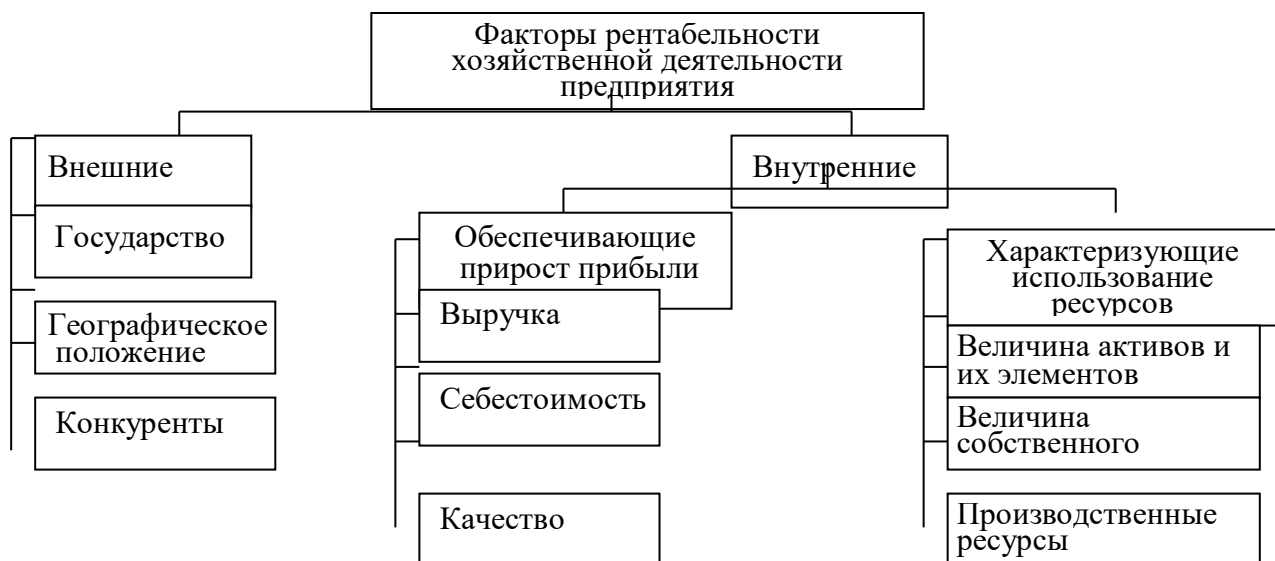 Факторы рентабельности
хозяйственной деятельности
предприятия
Внешние
Государство
Географическое
положение
Конкуренты
Внутренние
Обеспечивающие
прирост прибыли
Выручка
Себестоимость
Качество
Характеризующие
использование
ресурсов
Величина активов и
их элементов
Величина
собственного
Производственные
ресурсы